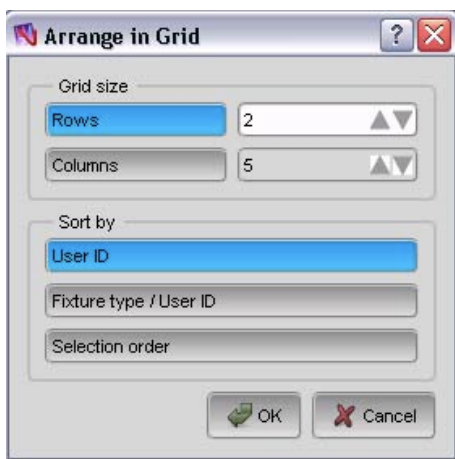 Arrange in Grid
Grid size
Rows 2
Columns 5
Sort by
User ID
Fixture type / User ID
Selection order
OK Cancel